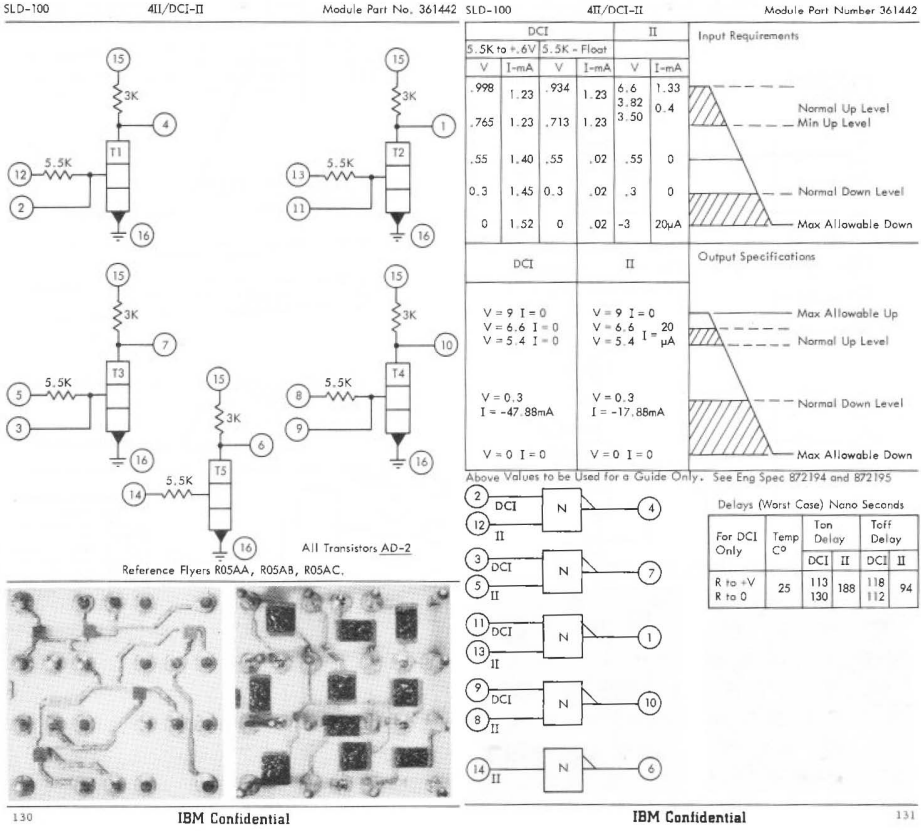 SLD-100 4II/DCI-II Module Part No. 361442
15
3K
4
T1
5.5K
12
2
16
15
3K
1
T2
5.5K
13
11
16
15
3K
7
T3
5.5K
5
3
16
15
3K
10
T4
5.5K
8
9
16
15
3K
6
T5
5.5K
14
16
All Transistors AD-2
Reference Flyers R05AA, R05AB, R05AC.
130 IBM Confidential
SLD-100 4II/DCI-II Module Part Number 361442
DCI II
5.5K to +.6V 5.5K - Float
V I-mA V I-mA V I-mA
.998 1.23 .934 1.23 6.6 1.33
3.82 0.4
.765 1.23 .713 1.23 3.50
.55 1.40 .55 .02 .55 0
0.3 1.45 0.3 .02 .3 0
0 1.52 0 .02 -3 20μA
Input Requirements
Normal Up Level
Min Up Level
Normal Down Level
Max Allowable Down
DCI II
V = 9 I = 0 V = 9 I = 0
V = 6.6 I = 0 V = 6.6 I = 20
V = 5.4 I = 0 V = 5.4 μA
V = 0.3 V = 0.3
I = -47.88mA I = -17.88mA
V = 0 I = 0 V = 0 I = 0
Output Specifications
Max Allowable Up
Normal Up Level
Normal Down Level
Max Allowable Down
Above Values to be Used for a Guide Only. See Eng Spec 872194 and 872195
2 DCI N 4
12 II
3 DCI N 7
5 II
11 DCI N 1
13 II
9 DCI N 10
8 II
14 II N 6
Delays (Worst Case) Nano Seconds
For DCI Only Temp C° Ton Delay Toff Delay
DCI II DCI II
R to +V 25 113 188 118 94
R to 0 130 112
IBM Confidential 131